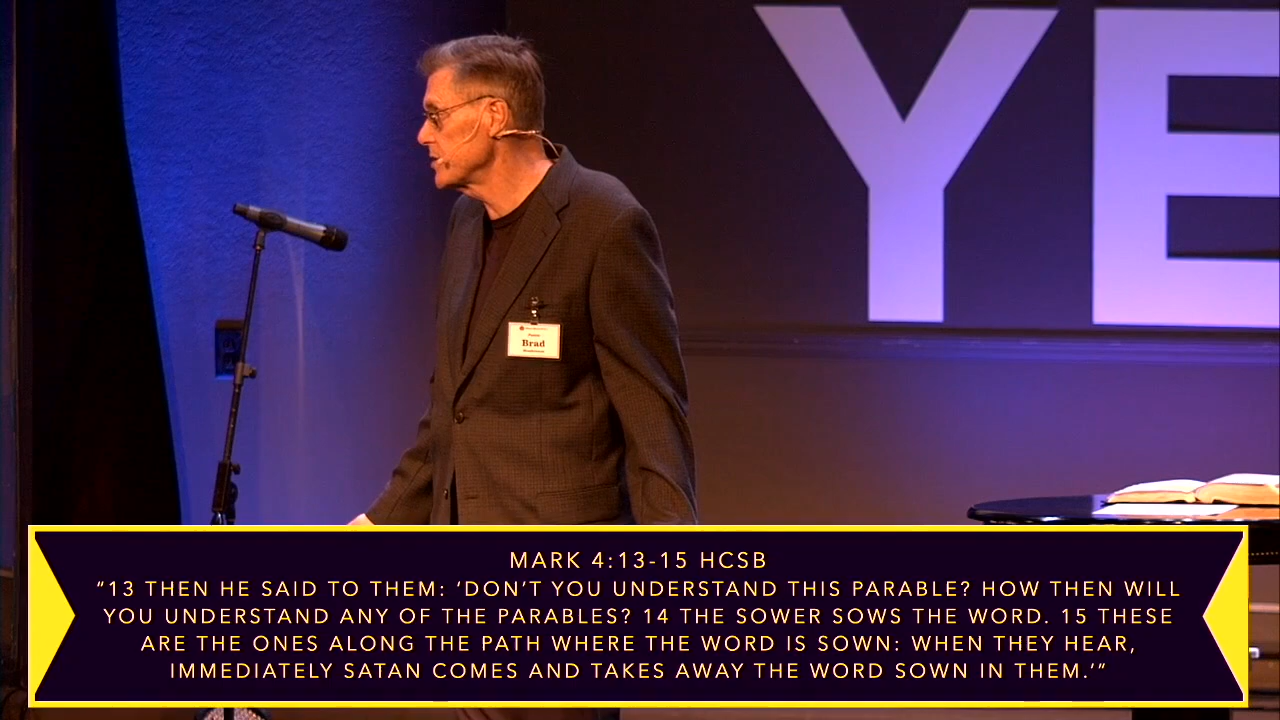 YE
Brad
MARK 4:13-15 HCSB
“13 THEN HE SAID TO THEM: ‘DON’T YOU UNDERSTAND THIS PARABLE? HOW THEN WILL
YOU UNDERSTAND ANY OF THE PARABLES? 14 THE SOWER SOWS THE WORD. 15 THESE
ARE THE ONES ALONG THE PATH WHERE THE WORD IS SOWN: WHEN THEY HEAR,
IMMEDIATELY SATAN COMES AND TAKES AWAY THE WORD SOWN IN THEM.’“